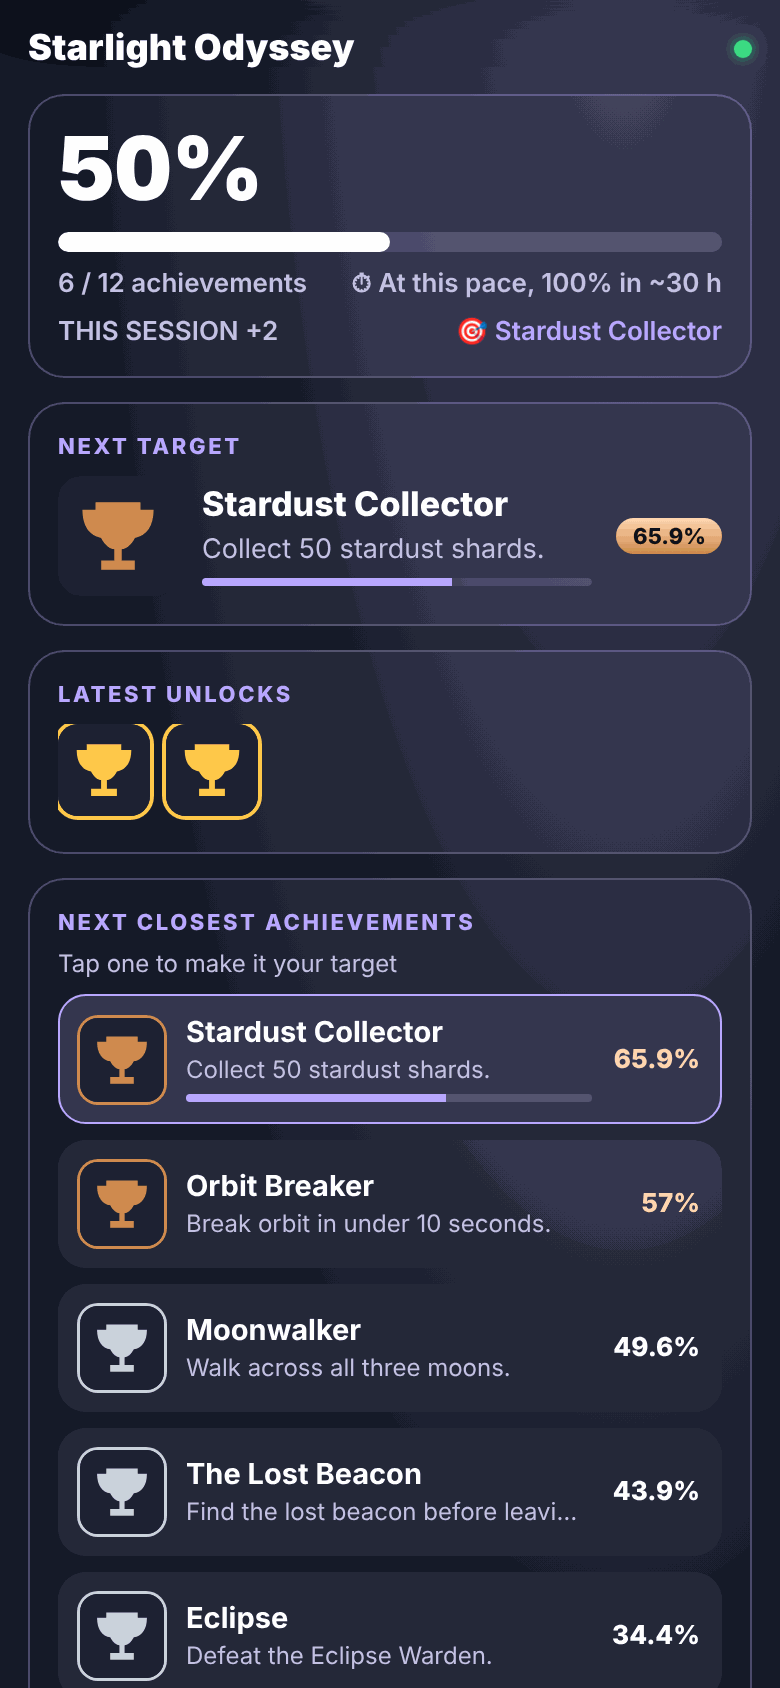 Starlight Odyssey
50%
6 / 12 achievements
⏱ At this pace, 100% in ~30 h
THIS SESSION +2
🎯 Stardust Collector
NEXT TARGET
Stardust Collector
Collect 50 stardust shards.
65.9%
LATEST UNLOCKS
NEXT CLOSEST ACHIEVEMENTS
Tap one to make it your target
Stardust Collector
Collect 50 stardust shards.
65.9%
Orbit Breaker
Break orbit in under 10 seconds.
57%
Moonwalker
Walk across all three moons.
49.6%
The Lost Beacon
Find the lost beacon before leavi...
43.9%
Eclipse
Defeat the Eclipse Warden.
34.4%